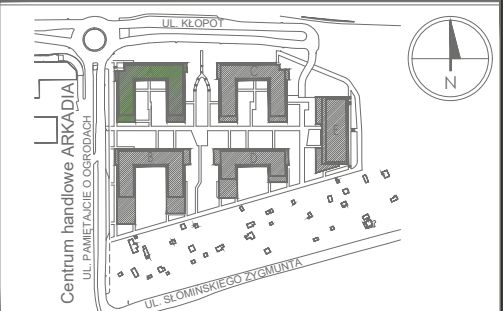 UL. KŁOPOT
N
Centrum handlowe ARKADIA
UL. PAMIĘTAJCIE O OGRODACH
C
E
B
D
UL. SŁOMIŃSKIEGO ZYGMUNTA